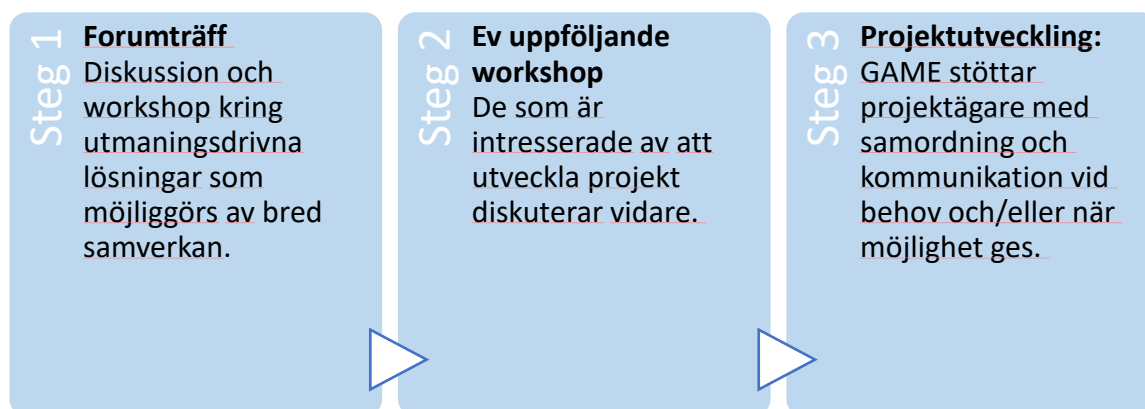 Steg 1
Forumträff
Diskussion och
workshop kring
utmaningsdrivna
lösningar som
möjliggörs av bred
samverkan.
Steg 2
Ev uppföljande
workshop
De som är
intresserade av att
utveckla projekt
diskuterar vidare.
Steg 3
Projektutveckling:
GAME stöttar
projektägare med
samordning och
kommunikation vid
behov och/eller när
möjlighet ges.